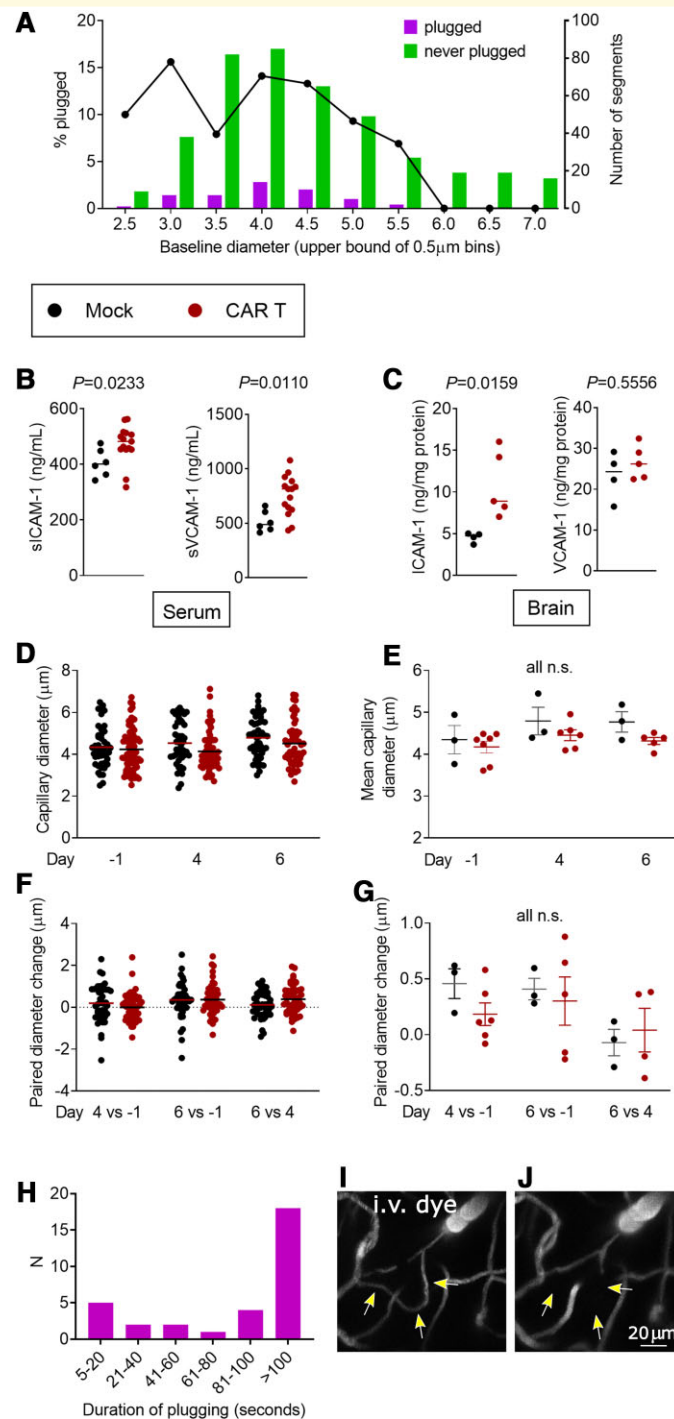 A
plugged
never plugged
20
15
10
5
0
% plugged
100
80
60
40
20
0
Number of segments
2.5 3.0 3.5 4.0 4.5 5.0 5.5 6.0 6.5 7.0
Baseline diameter (upper bound of 0.5μm bins)
Mock CAR T
B
P=0.0233
sICAM-1 (ng/mL)
600
400
200
0
P=0.0110
sVCAM-1 (ng/mL)
1500
1000
500
0
Serum
C
P=0.0159
ICAM-1 (ng/mg protein)
20
15
10
5
0
P=0.5556
VCAM-1 (ng/mg protein)
40
30
20
10
0
Brain
D
Capillary diameter (μm)
8
6
4
2
0
Day -1 4 6
E
all n.s.
Mean capillary
diameter (μm)
6
5
4
3
2
Day -1 4 6
F
Paired diameter change (μm)
4
2
0
-2
-4
Day 4 vs -1 6 vs -1 6 vs 4
G
all n.s.
Paired diameter change (μm)
1.0
0.5
0.0
-0.5
Day 4 vs -1 6 vs -1 6 vs 4
H
N
20
15
10
5
0
5-20 21-40 41-60 61-80 81-100 >100
Duration of plugging (seconds)
I
i.v. dye
J
20 μm